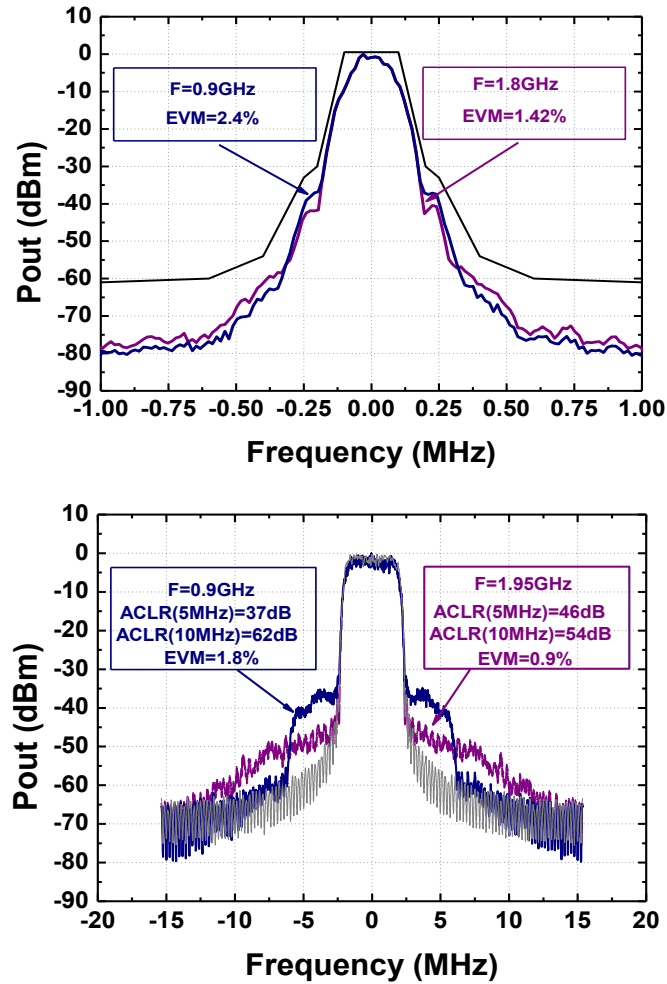 10
0
-10
-20
-30
-40
-50
-60
-70
-80
-90
Pout (dBm)
F=0.9GHz
EVM=2.4%
F=1.8GHz
EVM=1.42%
-1.00 -0.75 -0.50 -0.25 0.00 0.25 0.50 0.75 1.00
Frequency (MHz)
10
0
-10
-20
-30
-40
-50
-60
-70
-80
-90
Pout (dBm)
F=0.9GHz
ACLR(5MHz)=37dB
ACLR(10MHz)=62dB
EVM=1.8%
F=1.95GHz
ACLR(5MHz)=46dB
ACLR(10MHz)=54dB
EVM=0.9%
-20 -15 -10 -5 0 5 10 15 20
Frequency (MHz)